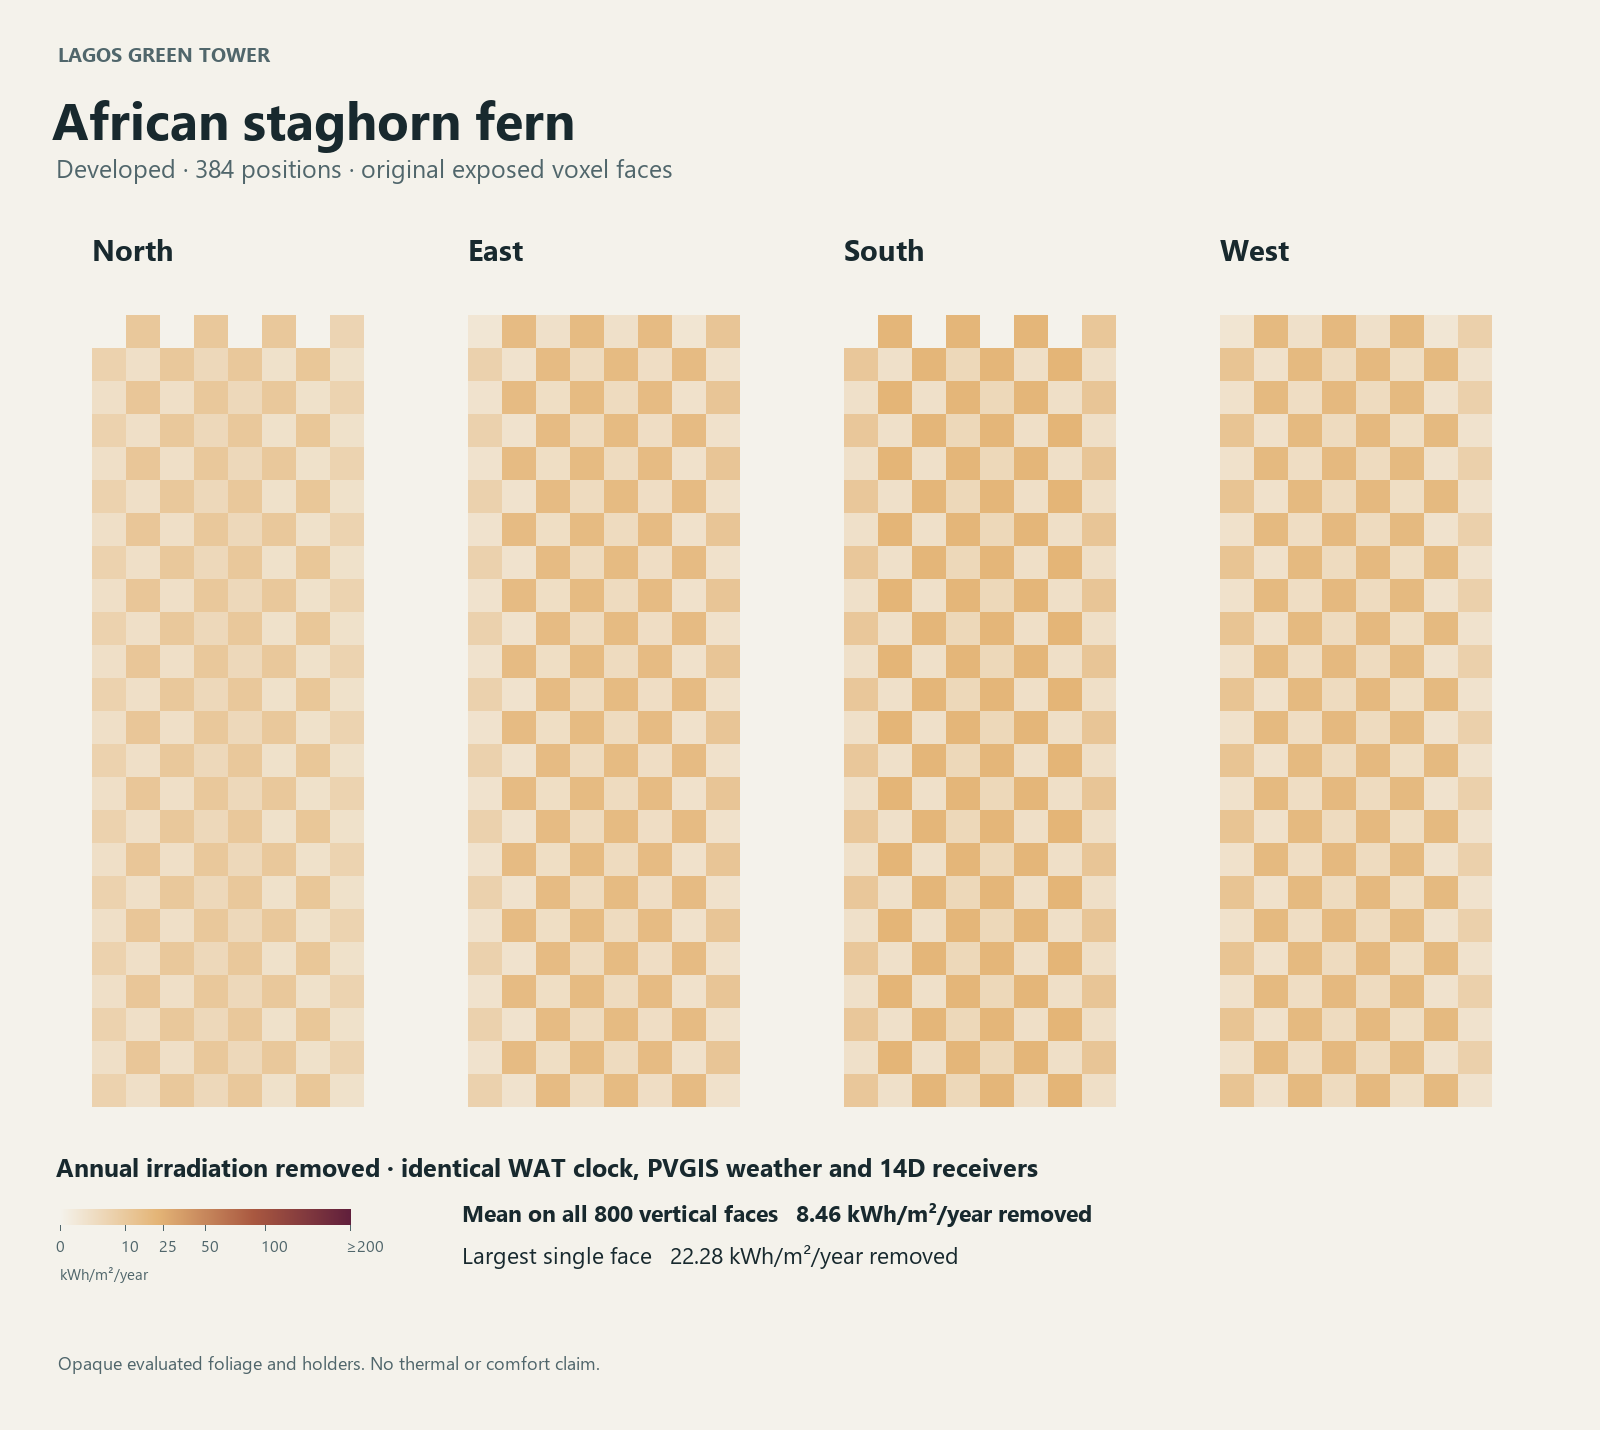 LAGOS GREEN TOWER
African staghorn fern
Developed · 384 positions · original exposed voxel faces
North East South West
Annual irradiation removed · identical WAT clock, PVGIS weather and 14D receivers
Mean on all 800 vertical faces 8.46 kWh/m²/year removed
0 10 25 50 100 ≥200
Largest single face 22.28 kWh/m²/year removed
kWh/m²/year
Opaque evaluated foliage and holders. No thermal or comfort claim.